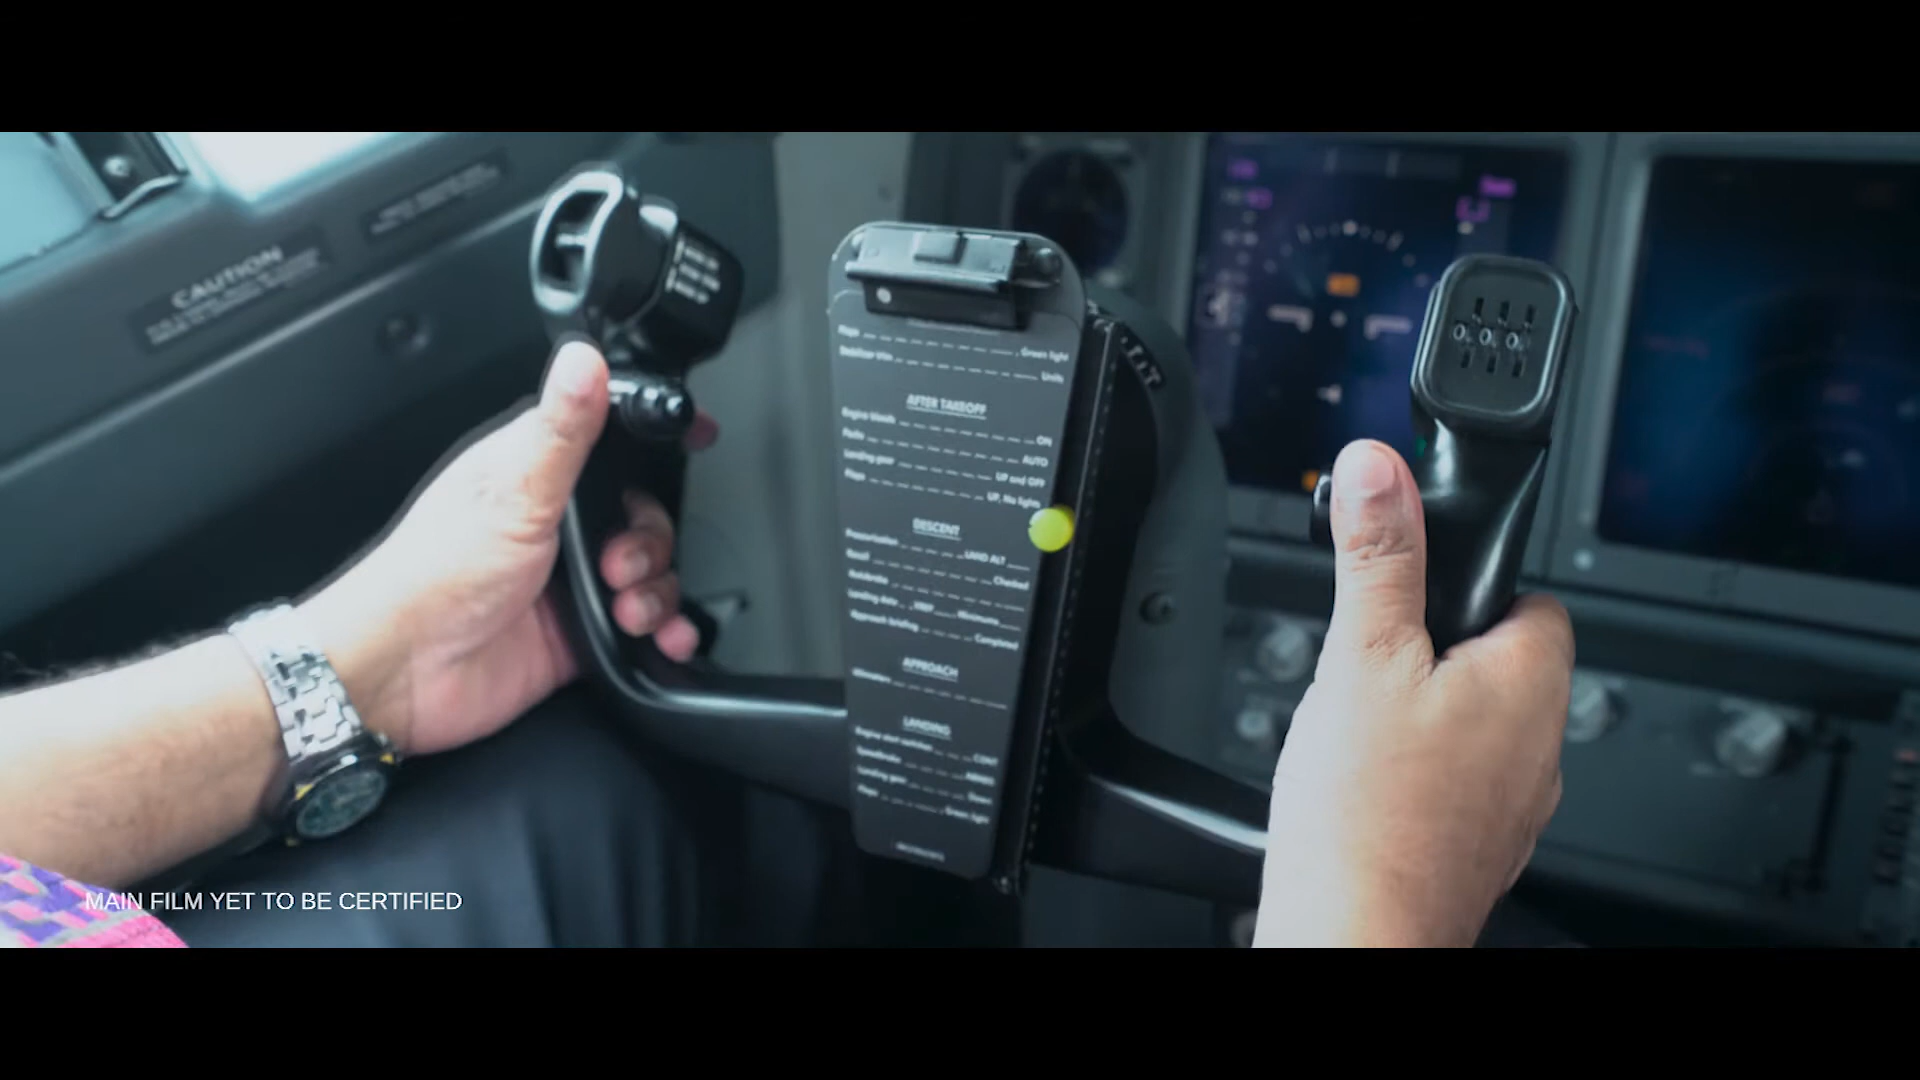 CAUTION
Flaps Green light
Stabilizer trim Units
AFTER TAKEOFF
Engine bleeds ON
Packs AUTO
Landing gear UP and OFF
Flaps UP, No lights
DESCENT
Pressurization LAND ALT
Recall Checked
Autobrake
Landing data VREF Minimums
Approach briefing Completed
APPROACH
Altimeters
LANDING
Engine start switches CONT
Speedbrake ARMED
Landing gear Down
Flaps Green light
MAIN FILM YET TO BE CERTIFIED